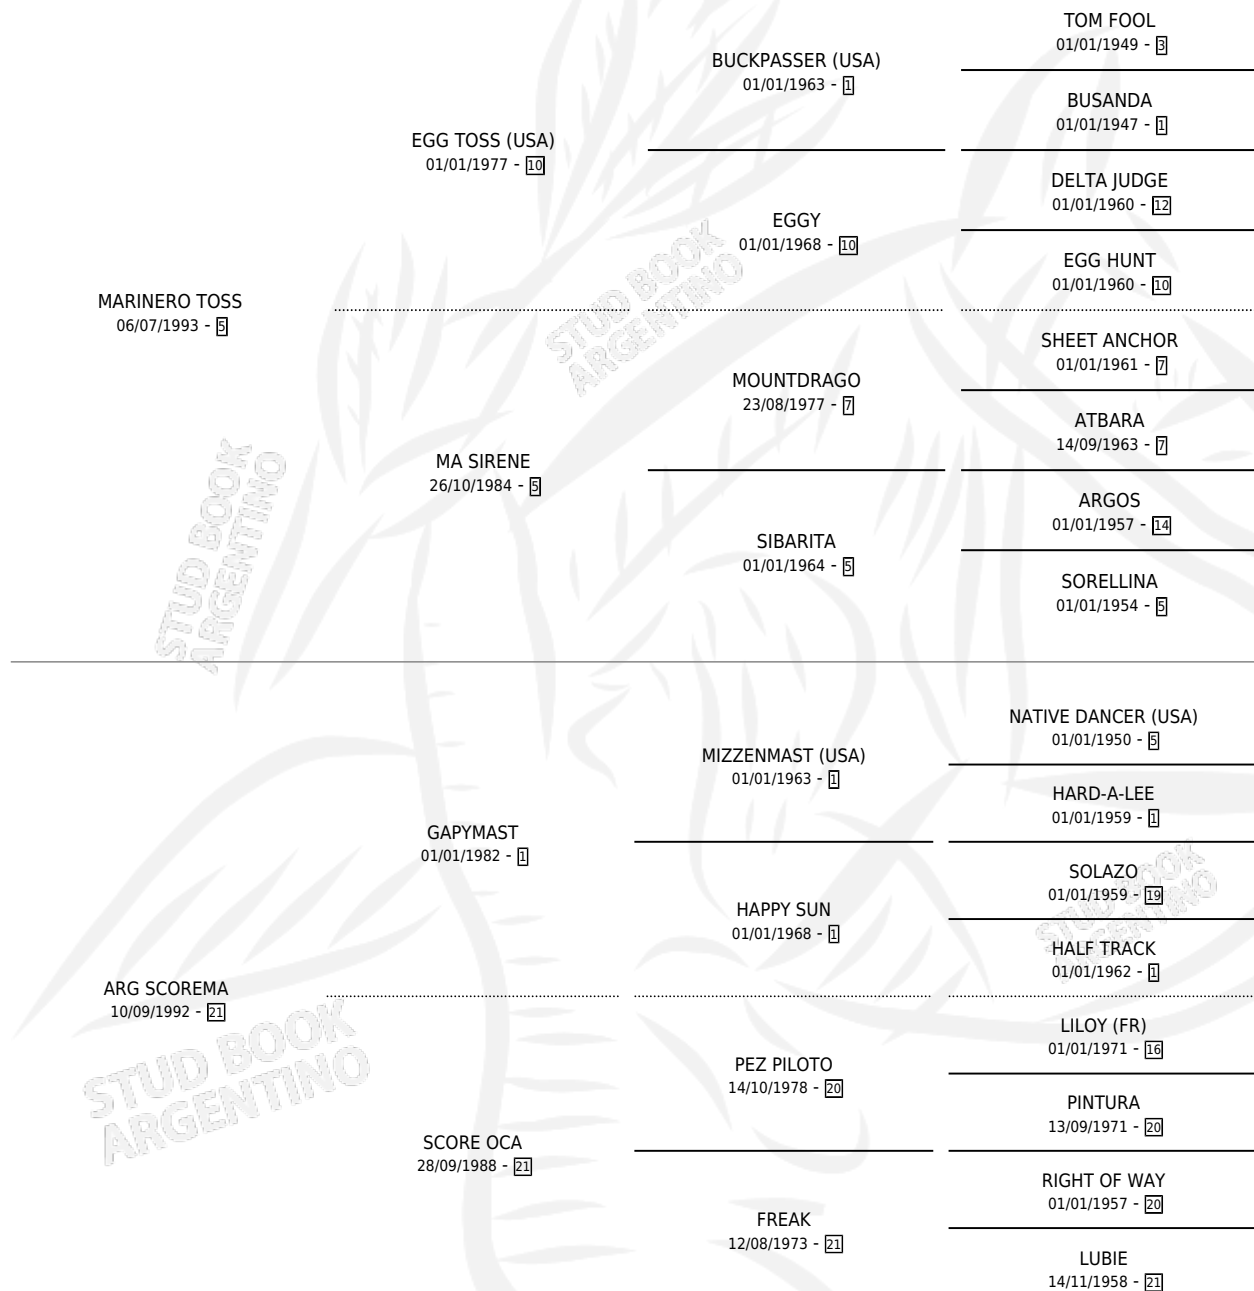 TOM FOOL
01/01/1949 - 3
BUCKPASSER (USA)
01/01/1963 - 1
BUSANDA
01/01/1947 - 1
EGG TOSS (USA)
01/01/1977 - 10
DELTA JUDGE
01/01/1960 - 12
EGGY
01/01/1968 - 10
EGG HUNT
01/01/1960 - 10
MARINERO TOSS
06/07/1993 - 5
SHEET ANCHOR
01/01/1961 - 7
MOUNTDRAGO
23/08/1977 - 7
ATBARA
14/09/1963 - 7
MA SIRENE
26/10/1984 - 5
ARGOS
01/01/1957 - 14
SIBARITA
01/01/1964 - 5
SORELLINA
01/01/1954 - 5
NATIVE DANCER (USA)
01/01/1950 - 5
MIZZENMAST (USA)
01/01/1963 - 1
HARD-A-LEE
01/01/1959 - 1
GAPYMAST
01/01/1982 - 1
SOLAZO
01/01/1959 - 19
HAPPY SUN
01/01/1968 - 1
HALF TRACK
01/01/1962 - 1
ARG SCOREMA
10/09/1992 - 21
LILOY (FR)
01/01/1971 - 16
PEZ PILOTO
14/10/1978 - 20
PINTURA
13/09/1971 - 20
SCORE OCA
28/09/1988 - 21
RIGHT OF WAY
01/01/1957 - 20
FREAK
12/08/1973 - 21
LUBIE
14/11/1958 - 21
STUD BOOK
ARGENTINO
STUD BOOK
ARGENTINO
STUD BOOK
ARGENTINO
STUD BOOK
ARGENTINO